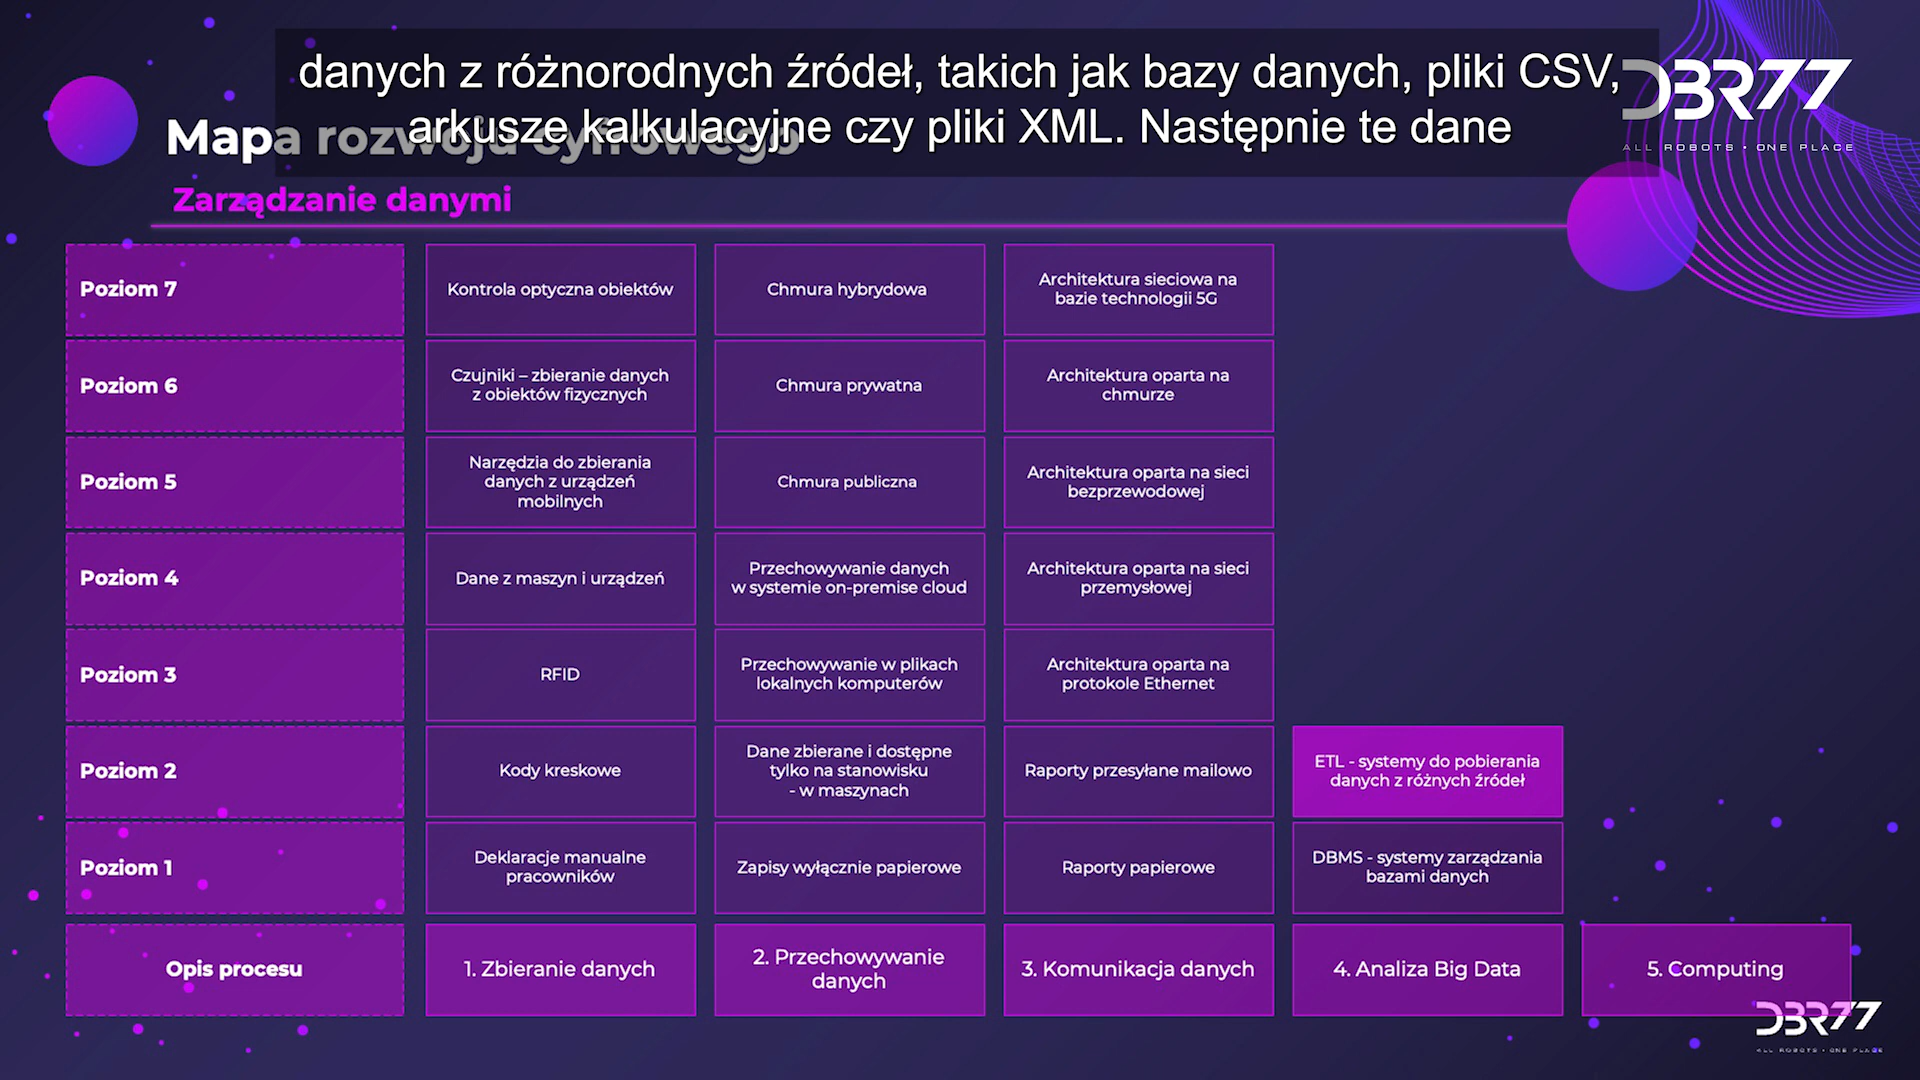 danych z różnorodnych źródeł, takich jak bazy danych, pliki CSV,
arkusze kalkulacyjne czy pliki XML. Następnie te dane
DBR77
ALL ROBOTS • ONE PLACE
Mapa rozwoju cyfrowego
Zarządzanie danymi
Poziom 7
Kontrola optyczna obiektów
Chmura hybrydowa
Architektura sieciowa na
bazie technologii 5G
Poziom 6
Czujniki – zbieranie danych
z obiektów fizycznych
Chmura prywatna
Architektura oparta na
chmurze
Poziom 5
Narzędzia do zbierania
danych z urządzeń
mobilnych
Chmura publiczna
Architektura oparta na sieci
bezprzewodowej
Poziom 4
Dane z maszyn i urządzeń
Przechowywanie danych
w systemie on-premise cloud
Architektura oparta na sieci
przemysłowej
Poziom 3
RFID
Przechowywanie w plikach
lokalnych komputerów
Architektura oparta na
protokole Ethernet
Poziom 2
Kody kreskowe
Dane zbierane i dostępne
tylko na stanowisku
- w maszynach
Raporty przesyłane mailowo
ETL - systemy do pobierania
danych z różnych źródeł
Poziom 1
Deklaracje manualne
pracowników
Zapisy wyłącznie papierowe
Raporty papierowe
DBMS - systemy zarządzania
bazami danych
Opis procesu
1. Zbieranie danych
2. Przechowywanie
danych
3. Komunikacja danych
4. Analiza Big Data
5. Computing
DBR77
ALL ROBOTS • ONE PLACE